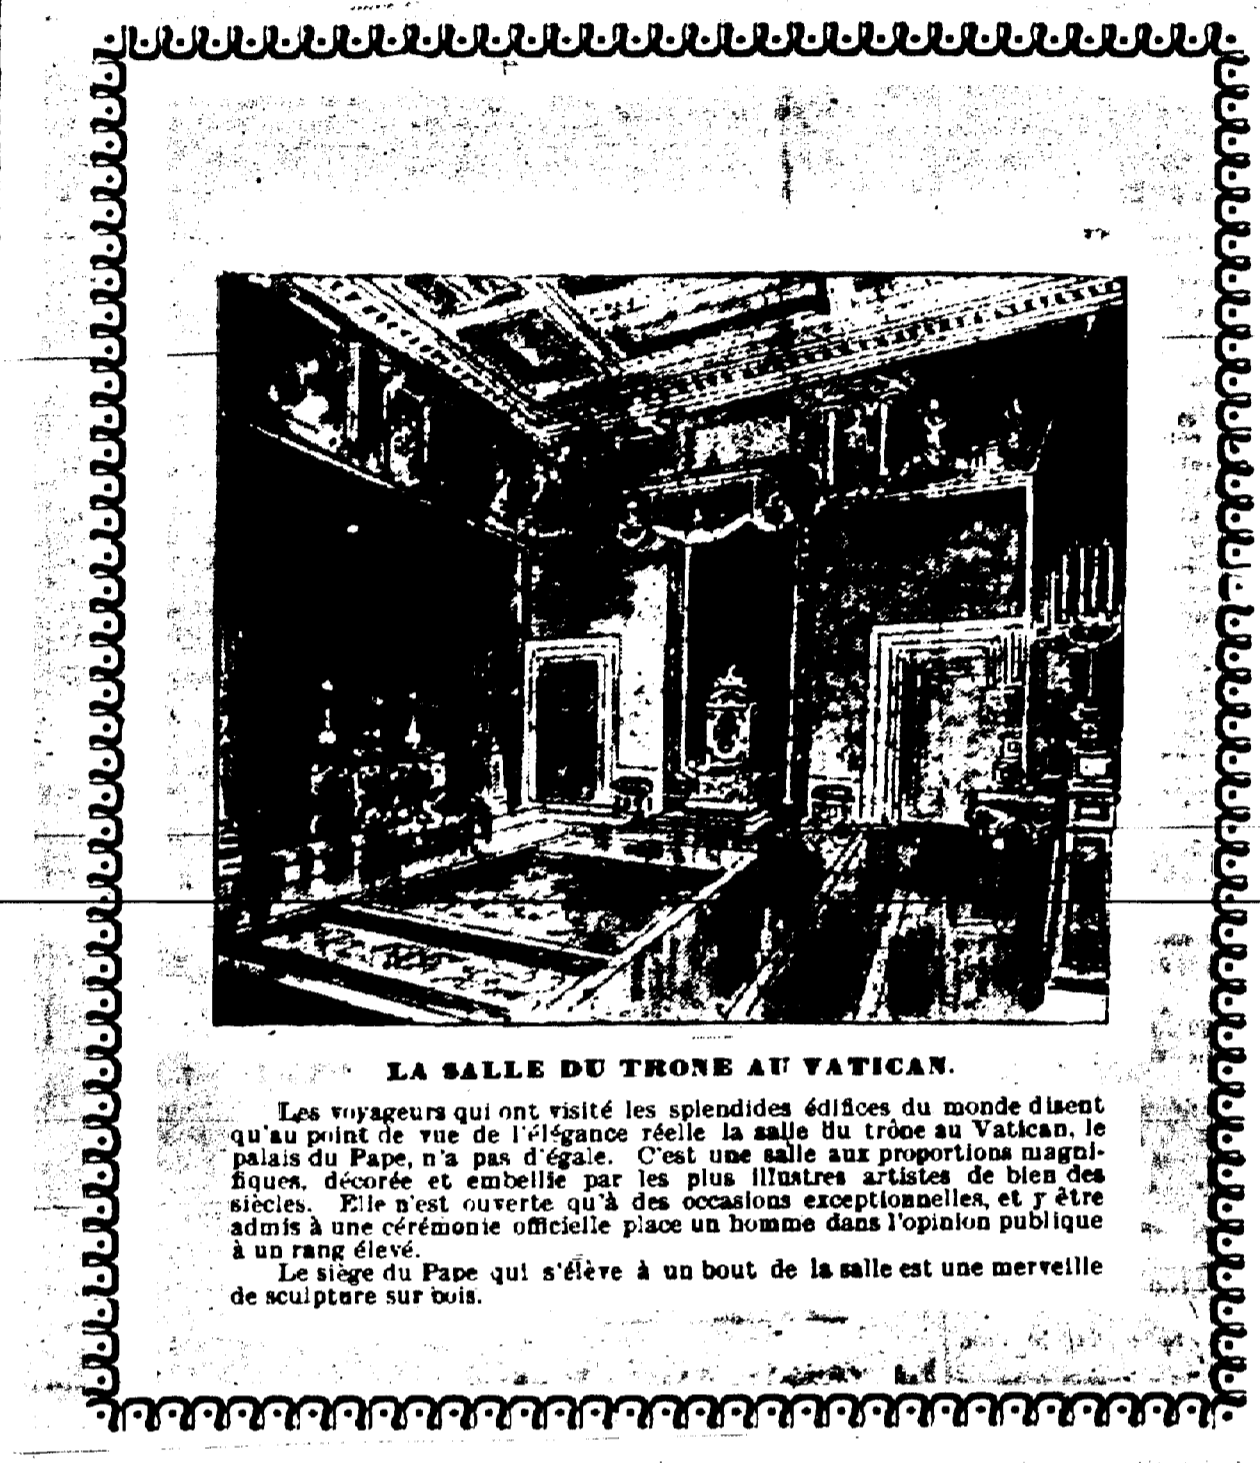 LA SALLE DU TRONE AU VATICAN.
Les voyageurs qui ont visité les splendides édifices du monde disent
qu'au point de vue de l'élégance réelle la salle du trône au Vatican, le
palais du Pape, n'a pas d'égale. C'est une salle aux proportions magni-
fiques, décorée et embellie par les plus illustres artistes de bien des
siècles. Elle n'est ouverte qu'à des occasions exceptionnelles, et y être
admis à une cérémonie officielle place un homme dans l'opinion publique
à un rang élevé.
Le siège du Pape qui s'élève à un bout de la salle est une merveille
de sculpture sur bois.